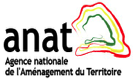 anat
Agence nationale
de l'Aménagement du Territoire